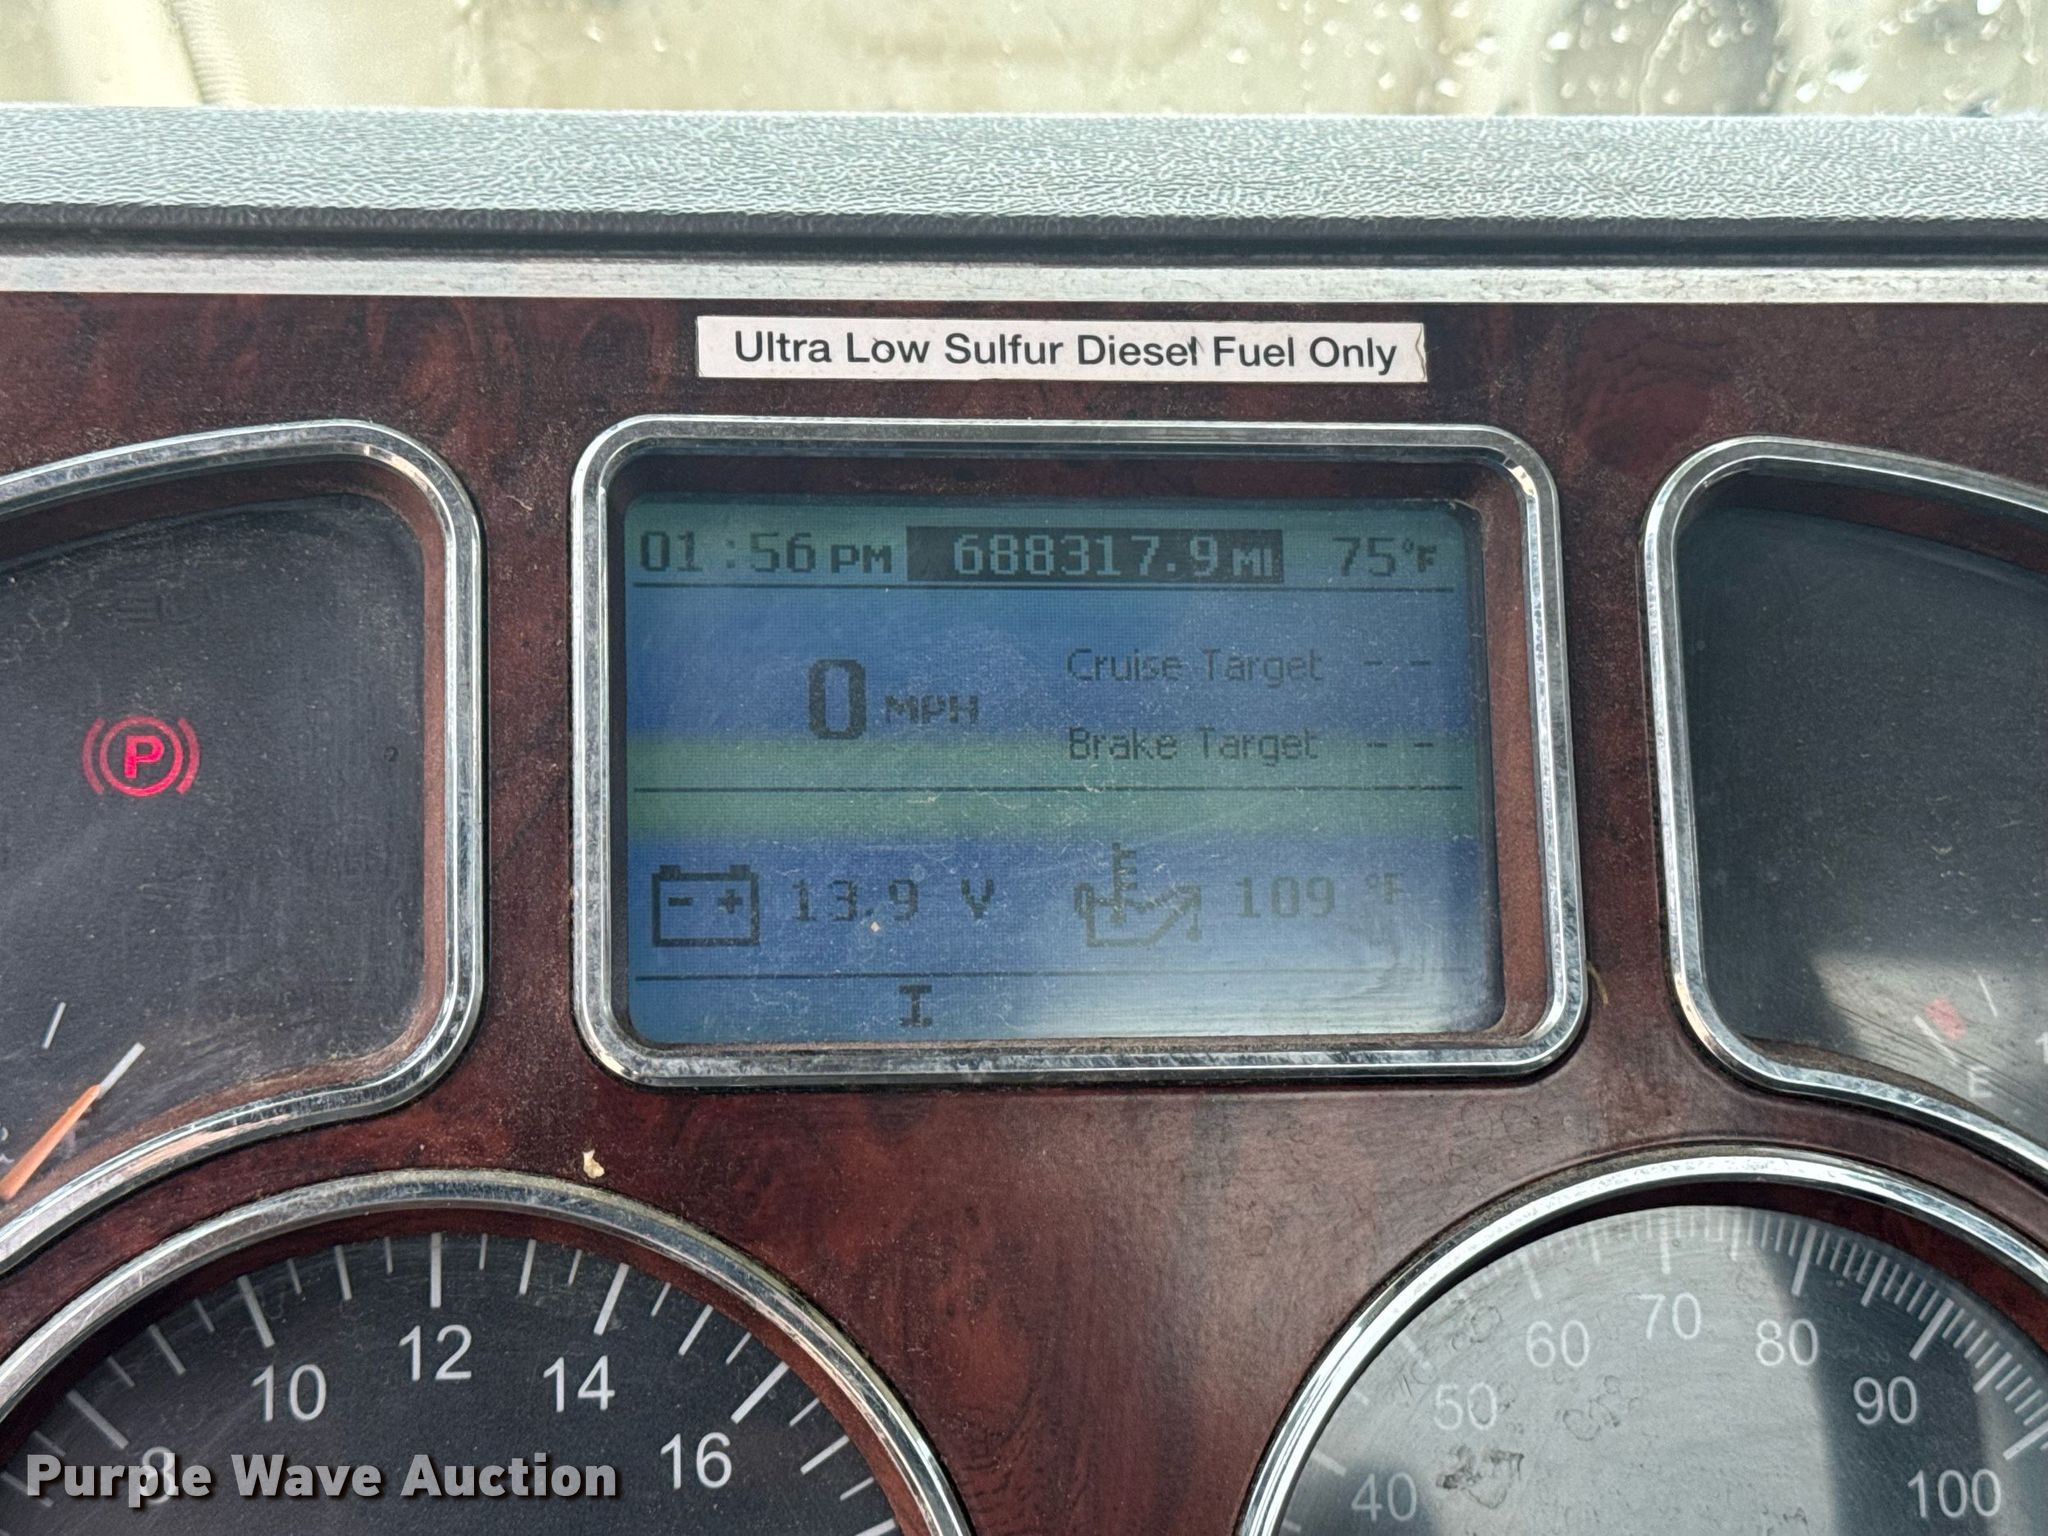 Ultra Low Sulfur Diesel Fuel Only
01:56 PM 688317.9 MI 75°F
0 MPH
Cruise Target - -
Brake Target - -
P
13.9 V
109 °F
I
E
8
10
12
14
16
40
50
60
70
80
90
100
Purple Wave Auction